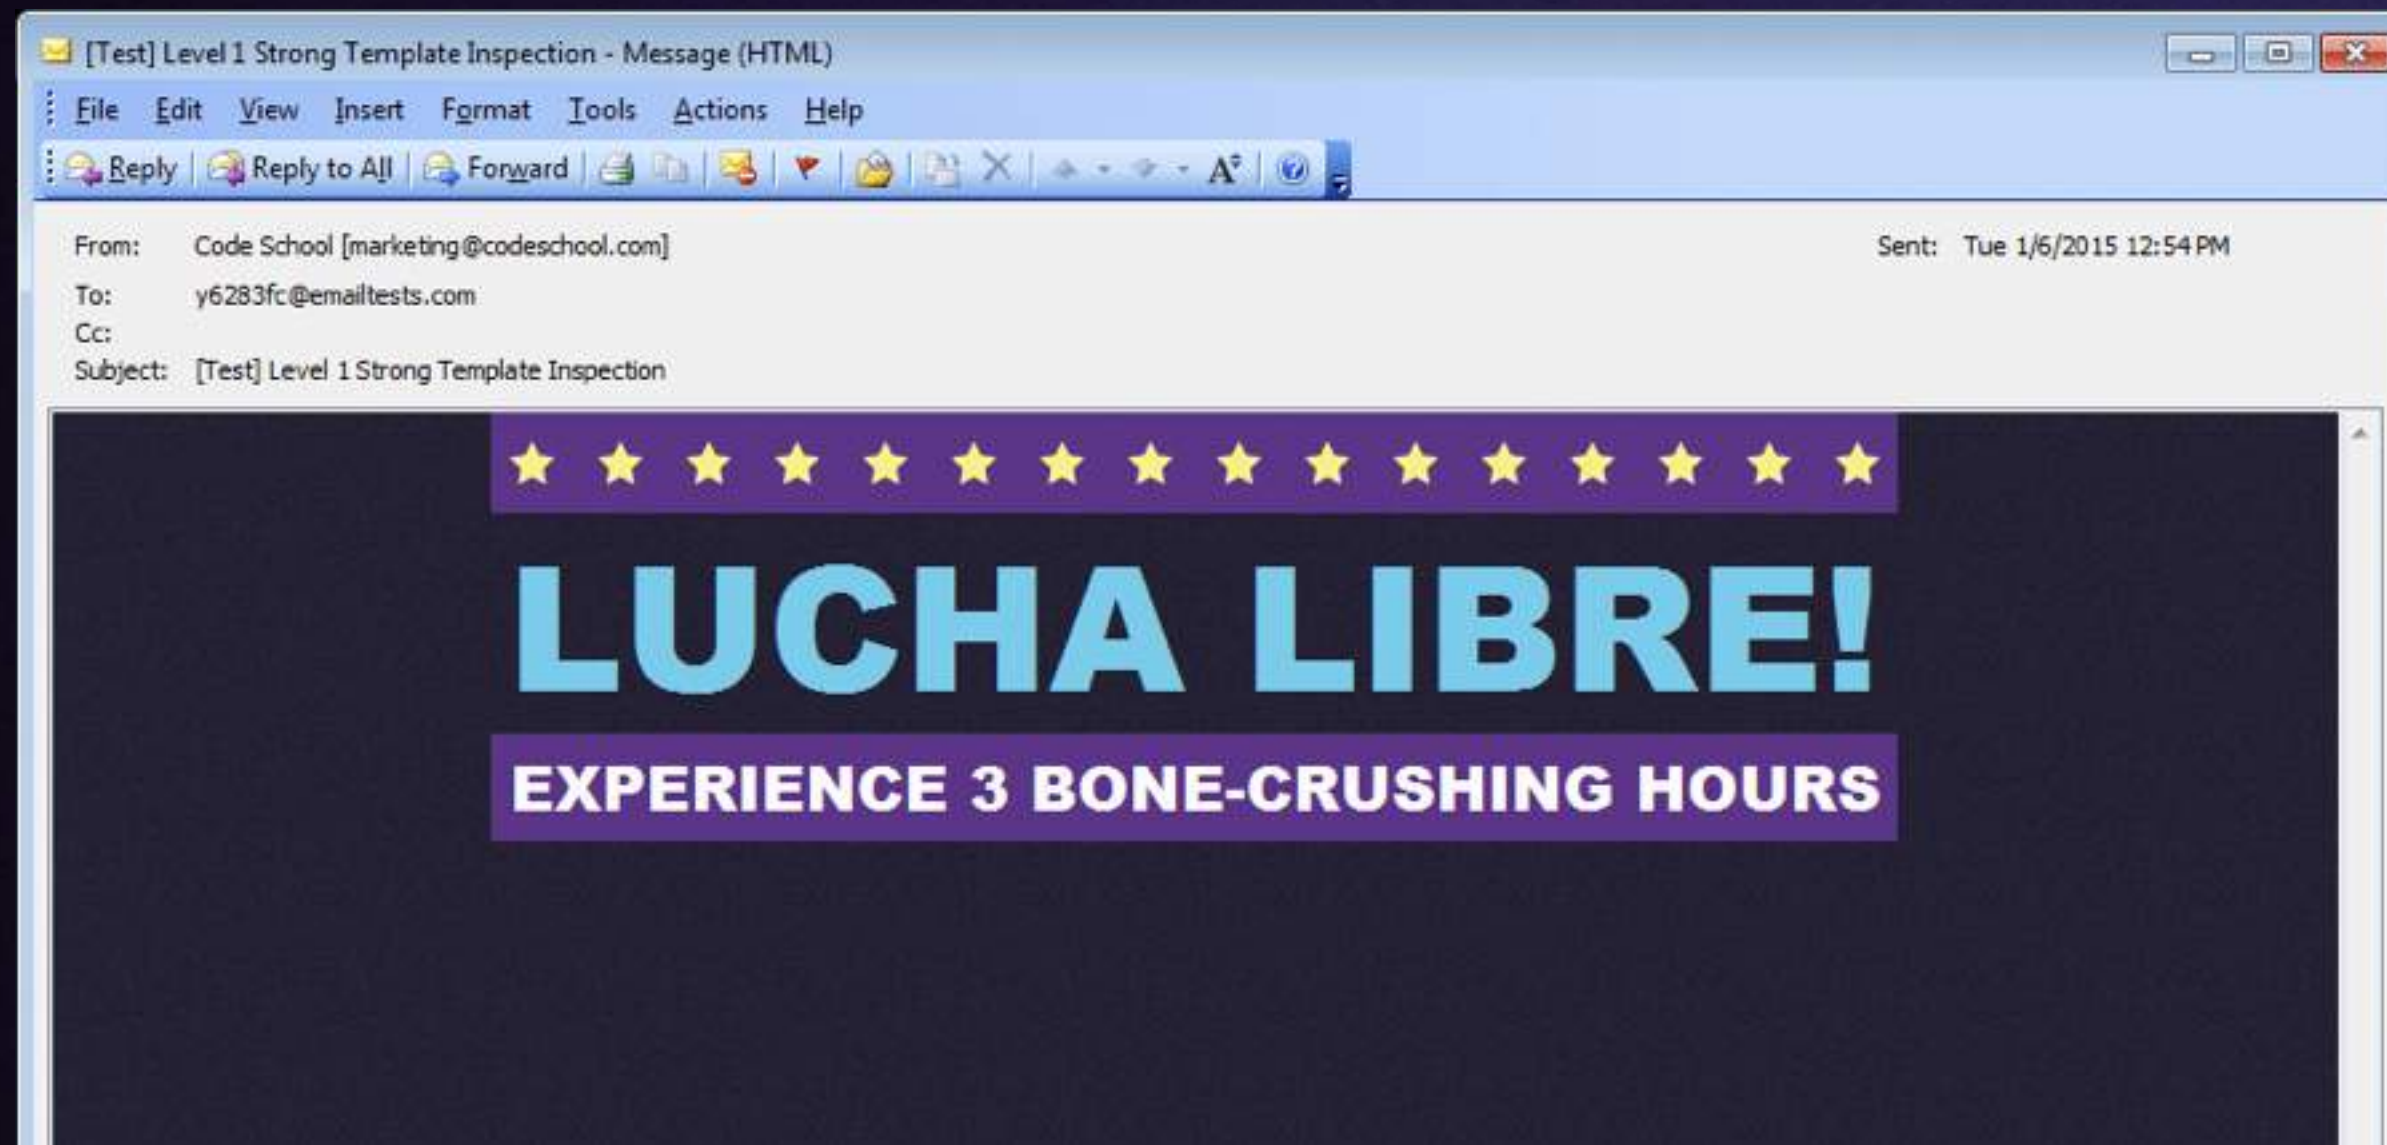 [Test] Level 1 Strong Template Inspection - Message (HTML)
File Edit View Insert Format Tools Actions Help
Reply Reply to All Forward A
From: Code School [marketing@codeschool.com] Sent: Tue 1/6/2015 12:54 PM
To: y6283fc@emailtests.com
Cc:
Subject: [Test] Level 1 Strong Template Inspection
LUCHA LIBRE!
EXPERIENCE 3 BONE-CRUSHING HOURS